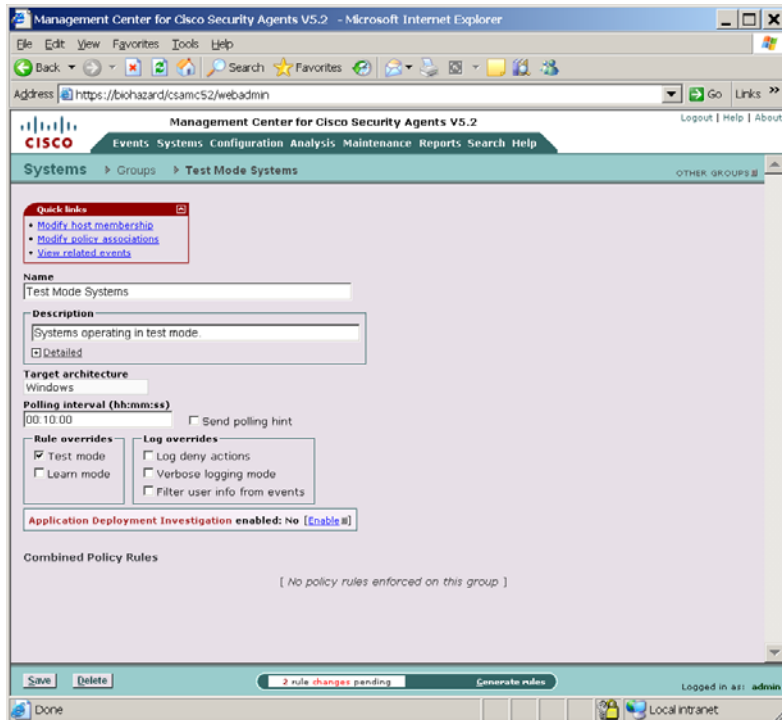 Management Center for Cisco Security Agents V5.2 - Microsoft Internet Explorer
File Edit View Favorites Tools Help
Back Search Favorites
Address https://biohazard/csamc52/webadmin Go Links »
CISCO
Management Center for Cisco Security Agents V5.2
Logout | Help | About
Events Systems Configuration Analysis Maintenance Reports Search Help
Systems Groups Test Mode Systems
OTHER GROUPS
Quick links
Modify host membership
Modify policy associations
View related events
Name
Test Mode Systems
Description
Systems operating in test mode.
Detailed
Target architecture
Windows
Polling interval (hh:mm:ss)
00:10:00 Send polling hint
Rule overrides Log overrides
Test mode Log deny actions
Learn mode Verbose logging mode
Filter user info from events
Application Deployment Investigation enabled: No [Enable]
Combined Policy Rules
[ No policy rules enforced on this group ]
Save Delete 2 rule changes pending Generate rules Logged in as: admin
Done Local intranet